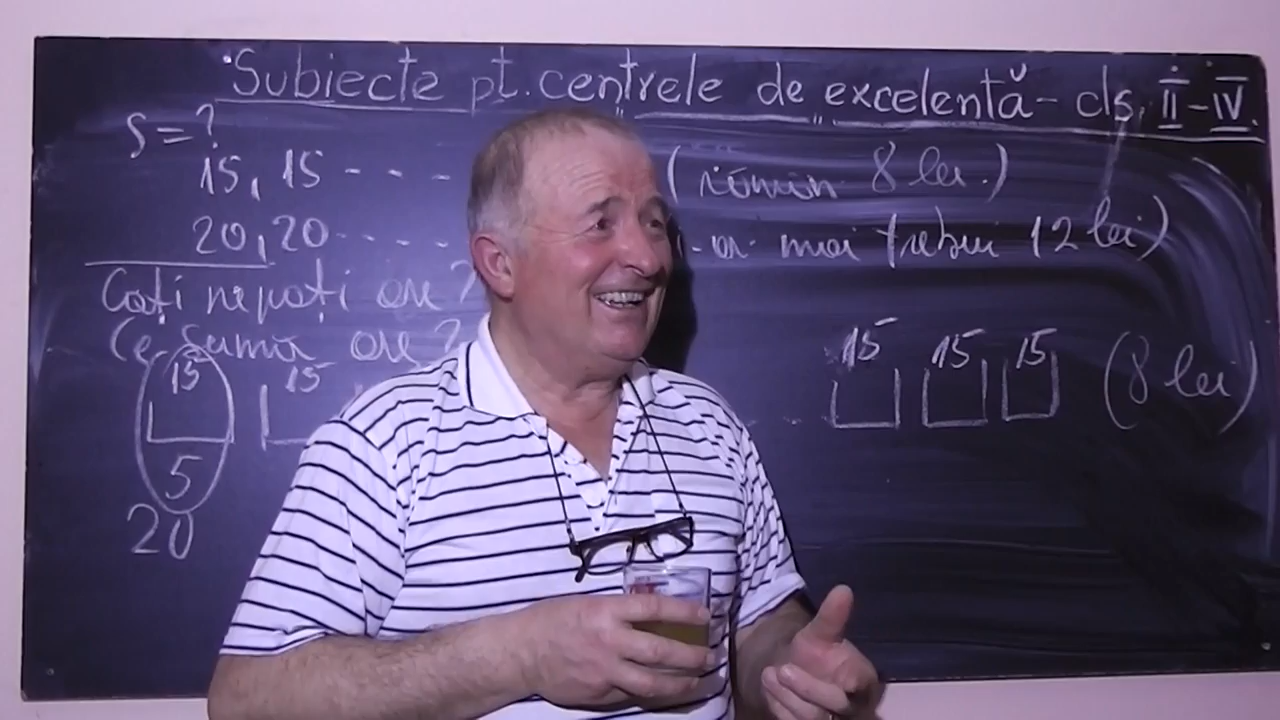 Subiecte pt. centrele de excelentă - cls. II - IV.
S = ?
15, 15 - - - - (rămân 8 lei.)
20, 20 - - - - ar mai trebui 12 lei)
Câți nepoți are ?
Ce sumă are ?
15 15 15 15 15 (8 lei)
5
20